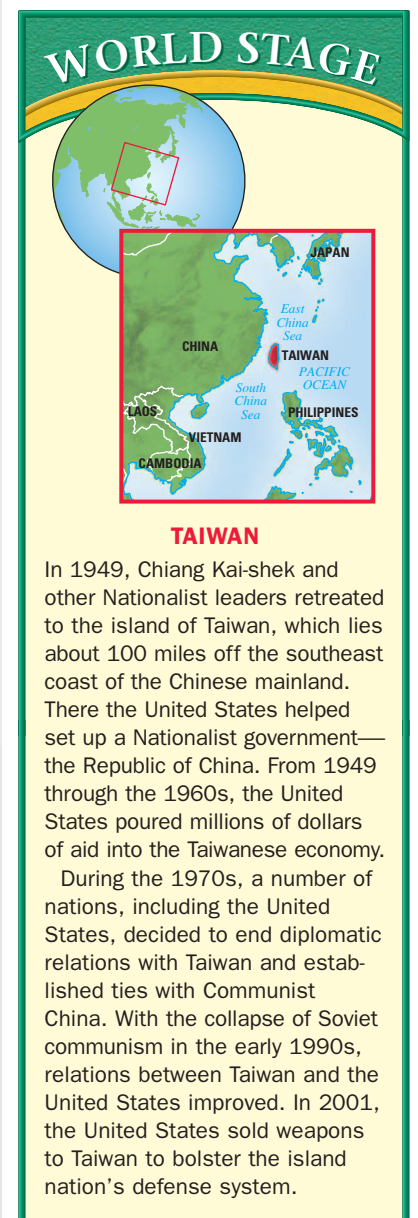 WORLD STAGE
JAPAN
East
China
Sea
CHINA
TAIWAN
PACIFIC
OCEAN
South
China
Sea
LAOS
PHILIPPINES
VIETNAM
CAMBODIA
TAIWAN
In 1949, Chiang Kai-shek and
other Nationalist leaders retreated
to the island of Taiwan, which lies
about 100 miles off the southeast
coast of the Chinese mainland.
There the United States helped
set up a Nationalist government—
the Republic of China. From 1949
through the 1960s, the United
States poured millions of dollars
of aid into the Taiwanese economy.
During the 1970s, a number of
nations, including the United
States, decided to end diplomatic
relations with Taiwan and estab-
lished ties with Communist
China. With the collapse of Soviet
communism in the early 1990s,
relations between Taiwan and the
United States improved. In 2001,
the United States sold weapons
to Taiwan to bolster the island
nation's defense system.